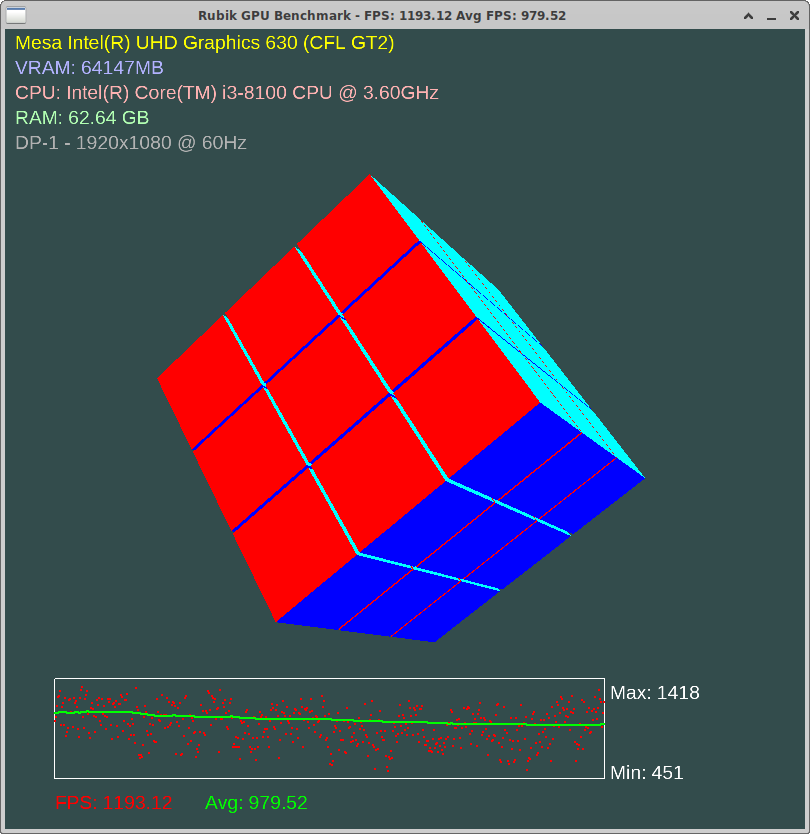 Rubik GPU Benchmark - FPS: 1193.12 Avg FPS: 979.52
Mesa Intel(R) UHD Graphics 630 (CFL GT2)
VRAM: 64147MB
CPU: Intel(R) Core(TM) i3-8100 CPU @ 3.60GHz
RAM: 62.64 GB
DP-1 - 1920x1080 @ 60Hz
Max: 1418
Min: 451
FPS: 1193.12 Avg: 979.52